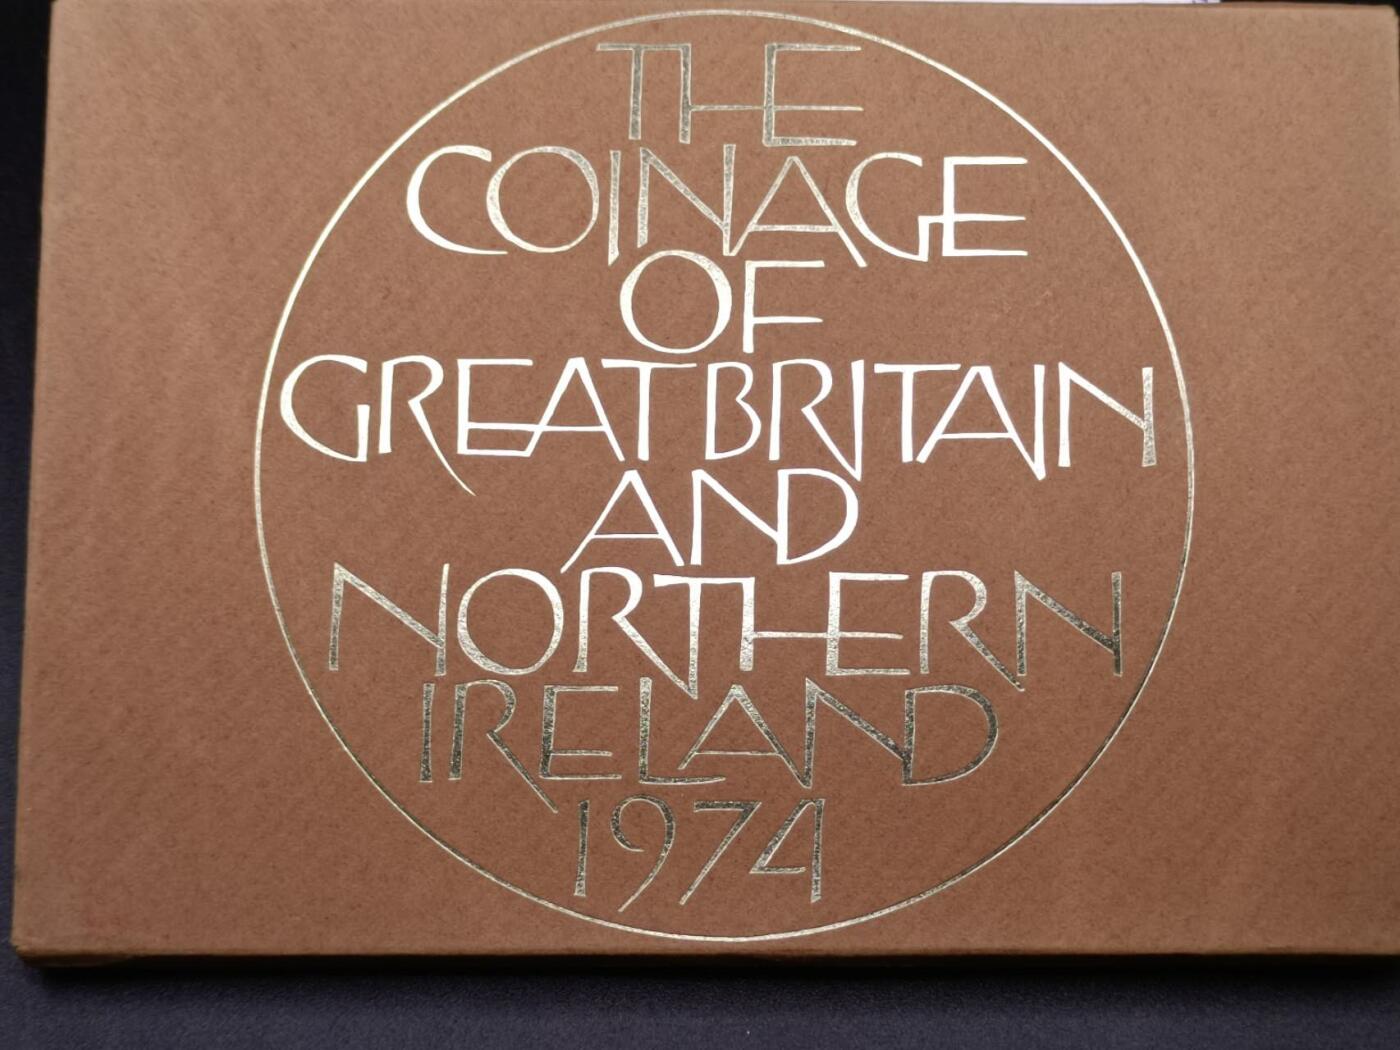 THE
COINAGE
OF
GREAT BRITAIN
AND
NORTHERN
IRELAND
1974